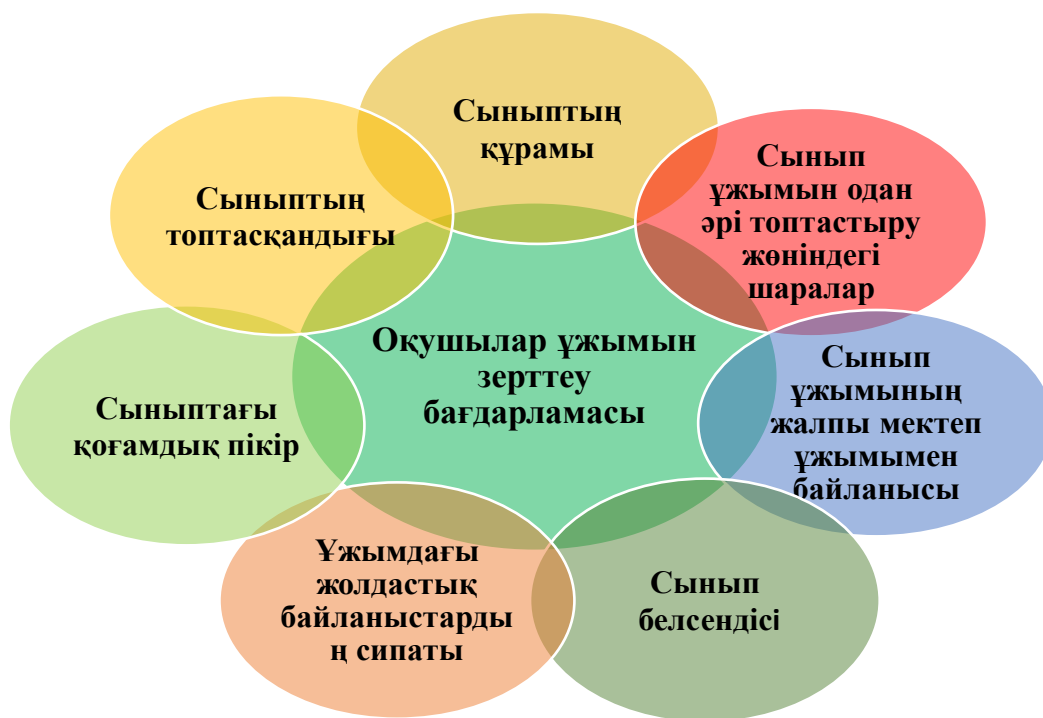 Сыныптың
құрамы
Сынып
ұжымын одан
әрі топтастыру
жөніндегі
шаралар
Сыныптың
топтасқандығы
Оқушылар ұжымын
зерттеу
бағдарламасы
Сынып
ұжымының
жалпы мектеп
ұжымымен
байланысы
Сыныптағы
қоғамдық пікір
Ұжымдағы
жолдастық
байланыстарды
ң сипаты
Сынып
белсендісі